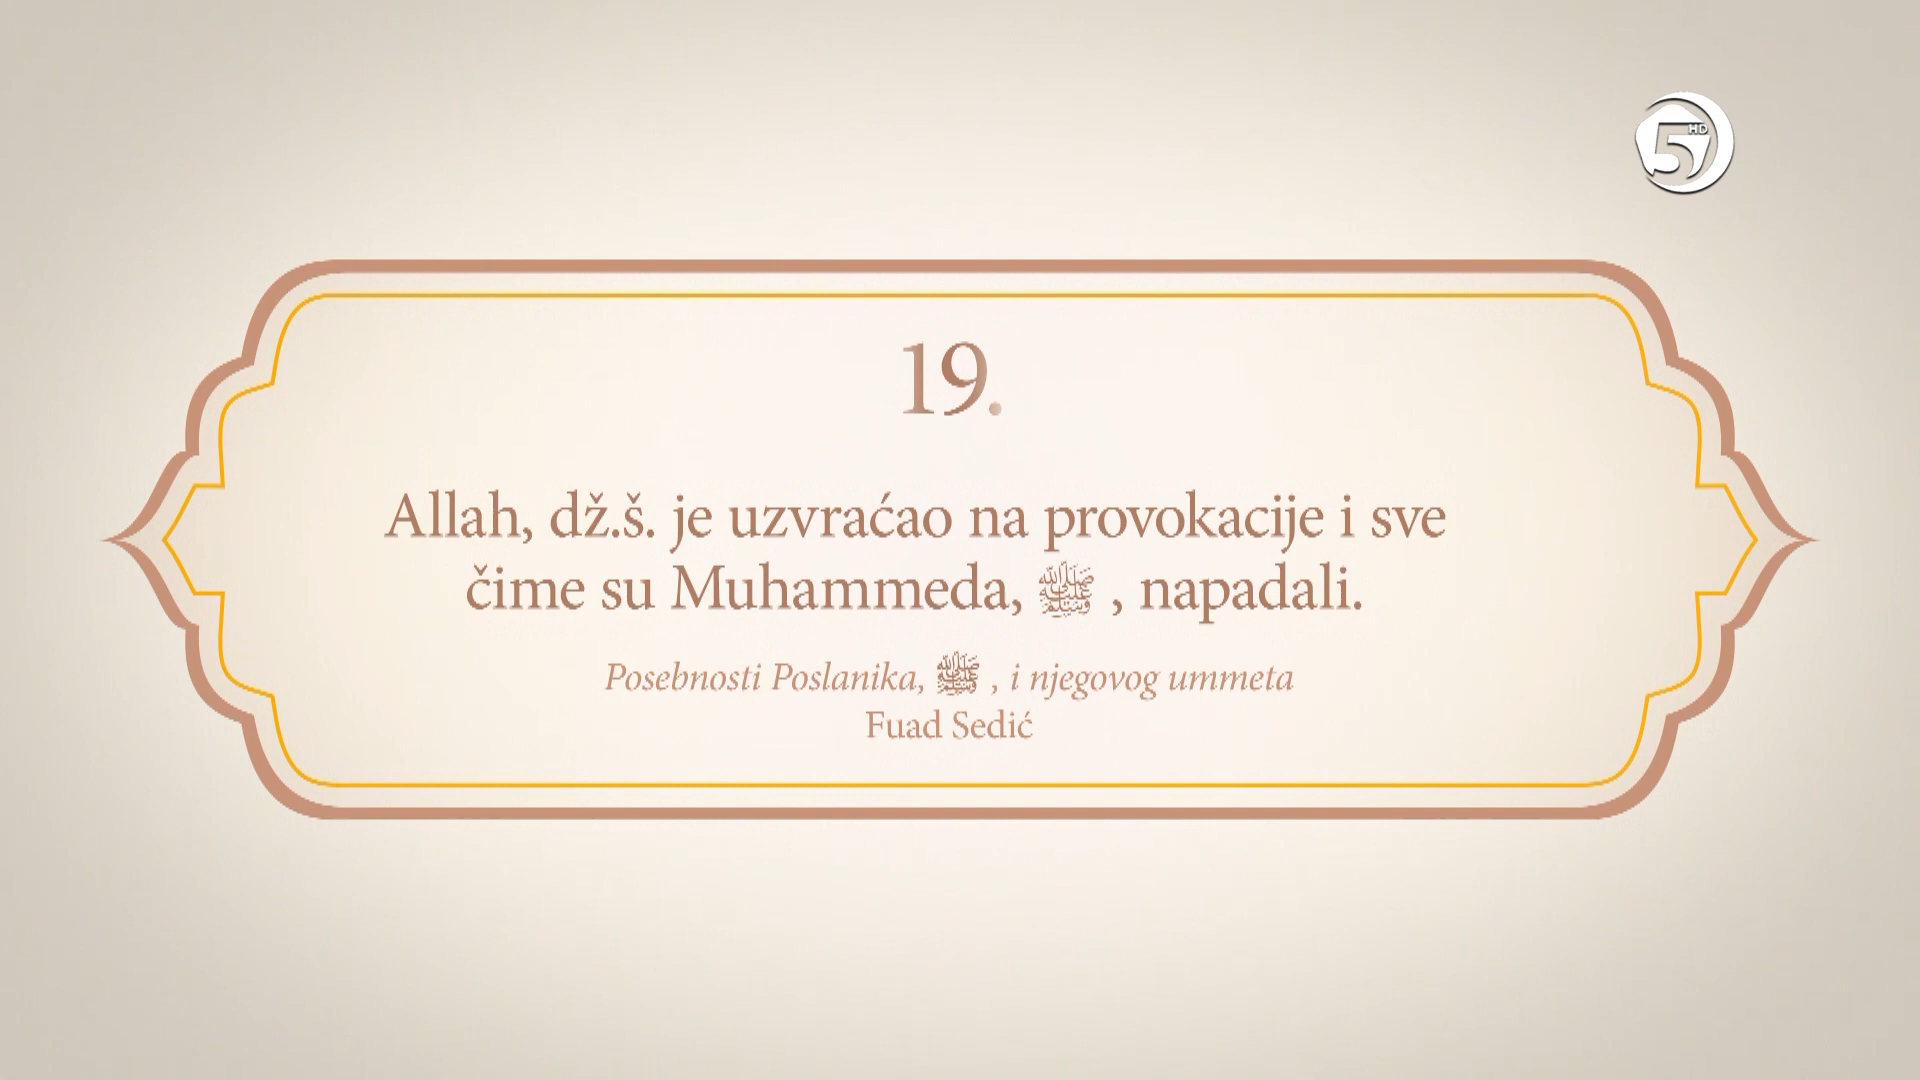 5 HD
19.
Allah, dž.š. je uzvraćao na provokacije i sve
čime su Muhammeda, ﷺ , napadali.
Posebnosti Poslanika, ﷺ , i njegovog ummeta
Fuad Sedić